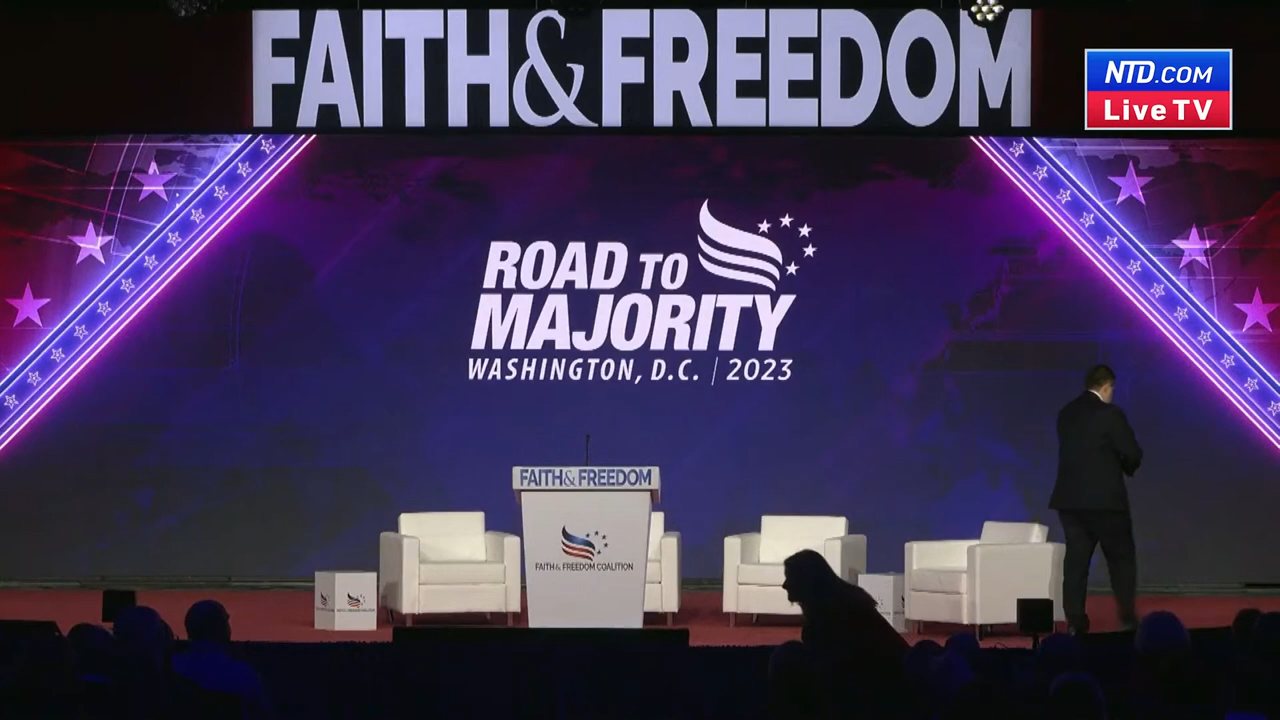 FAITH & FREEDOM
NTD.COM
Live TV
ROAD TO
MAJORITY
WASHINGTON, D.C. | 2023
FAITH & FREEDOM
FAITH & FREEDOM COALITION